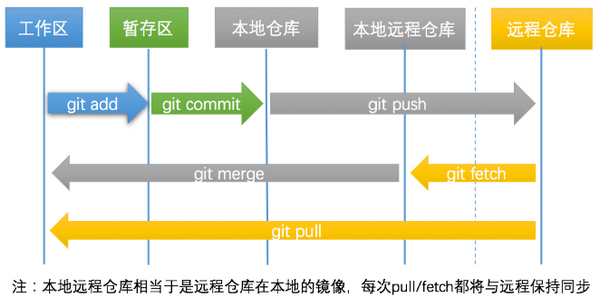 工作区 暂存区 本地仓库 本地远程仓库 远程仓库
git add git commit git push
git merge git fetch
git pull
注：本地远程仓库相当于是远程仓库在本地的镜像，每次pull/fetch都将与远程保持同步